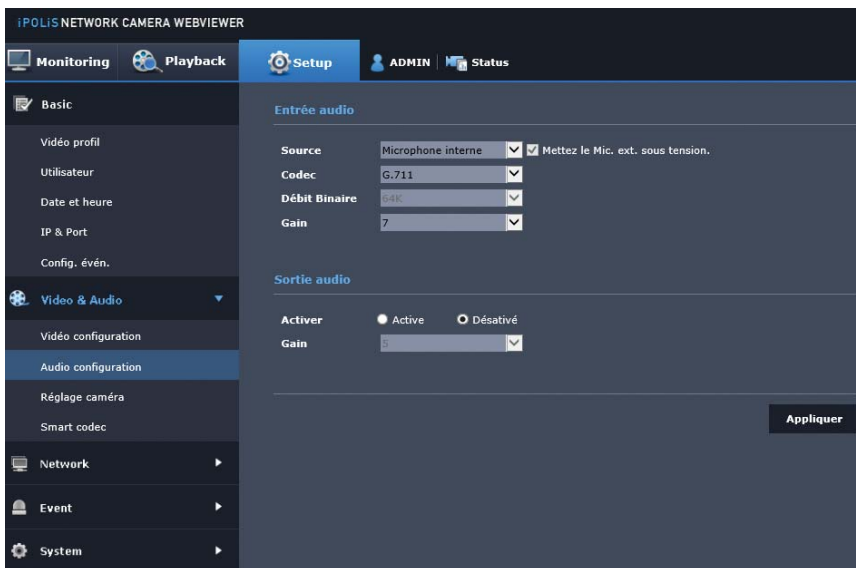 iPOLiS NETWORK CAMERA WEBVIEWER
Monitoring
Playback
Setup
ADMIN
Status
Basic
Vidéo profil
Utilisateur
Date et heure
IP & Port
Config. évén.
Video & Audio
Vidéo configuration
Audio configuration
Réglage caméra
Smart codec
Network
Event
System
Entrée audio
Source Microphone interne Mettez le Mic. ext. sous tension.
Codec G.711
Débit Binaire 64K
Gain 7
Sortie audio
Activer Active Désativé
Gain 5
Appliquer